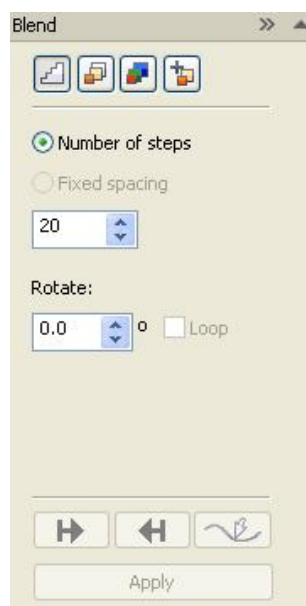 Blend
Number of steps
Fixed spacing
20
Rotate:
0.0 ° Loop
Apply